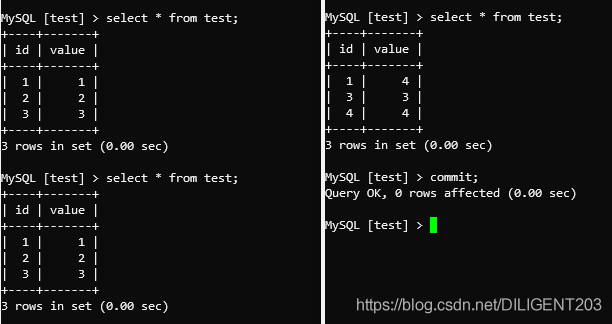 MySQL [test] > select * from test;
+----+-------+
| id | value |
+----+-------+
| 1 | 1 |
| 2 | 2 |
| 3 | 3 |
+----+-------+
3 rows in set (0.00 sec)
MySQL [test] > select * from test;
+----+-------+
| id | value |
+----+-------+
| 1 | 1 |
| 2 | 2 |
| 3 | 3 |
+----+-------+
3 rows in set (0.00 sec)
MySQL [test] > select * from test;
+----+-------+
| id | value |
+----+-------+
| 1 | 4 |
| 3 | 3 |
| 4 | 4 |
+----+-------+
3 rows in set (0.00 sec)
MySQL [test] > commit;
Query OK, 0 rows affected (0.00 sec)
MySQL [test] >
https://blog.csdn.net/DILIGENT203